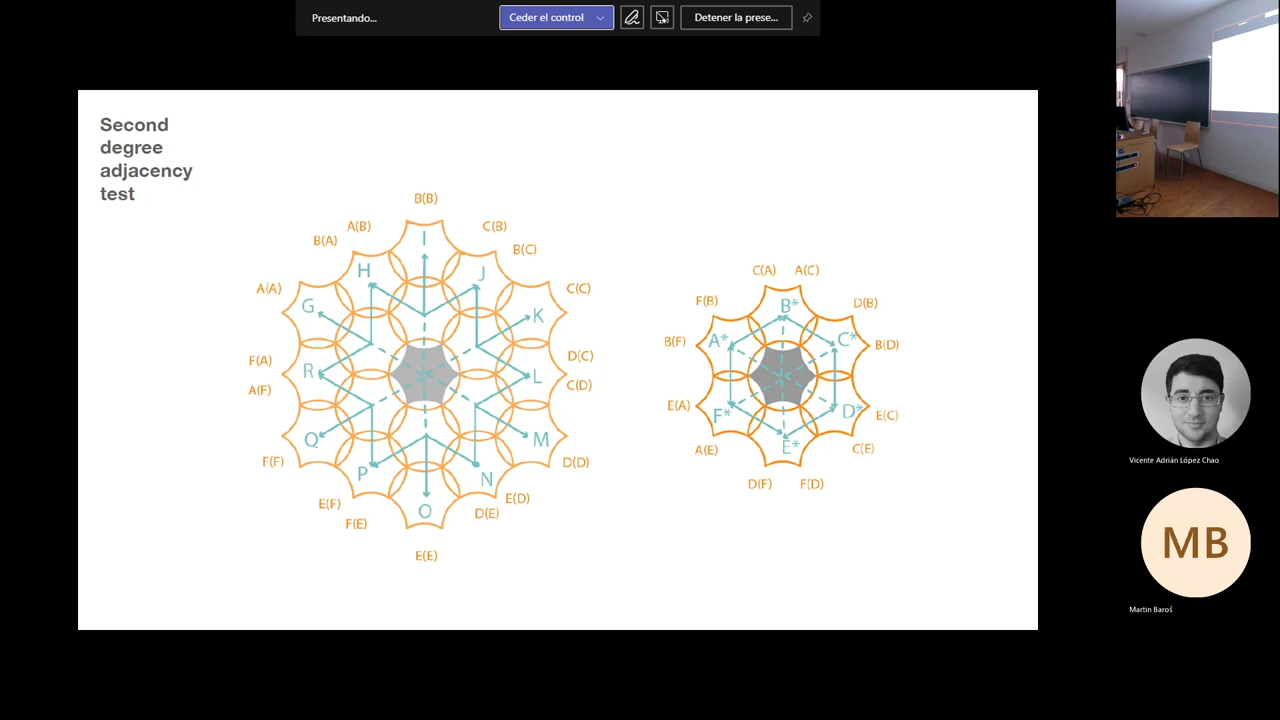 Presentando...
Ceder el control
Detener la prese...
Second
degree
adjacency
test
B(B)
A(B)
C(B)
B(A)
B(C)
I
H
J
A(A)
C(C)
G
K
F(A)
D(C)
R
L
A(F)
C(D)
Q
M
F(F)
D(D)
P
N
E(F)
E(D)
O
F(E)
D(E)
E(E)
C(A)
A(C)
F(B)
D(B)
B*
A*
C*
B(F)
B(D)
E(A)
E(C)
F*
D*
E*
A(E)
C(E)
D(F)
F(D)
Vicente Adrián López Chao
MB
Martin Baroš